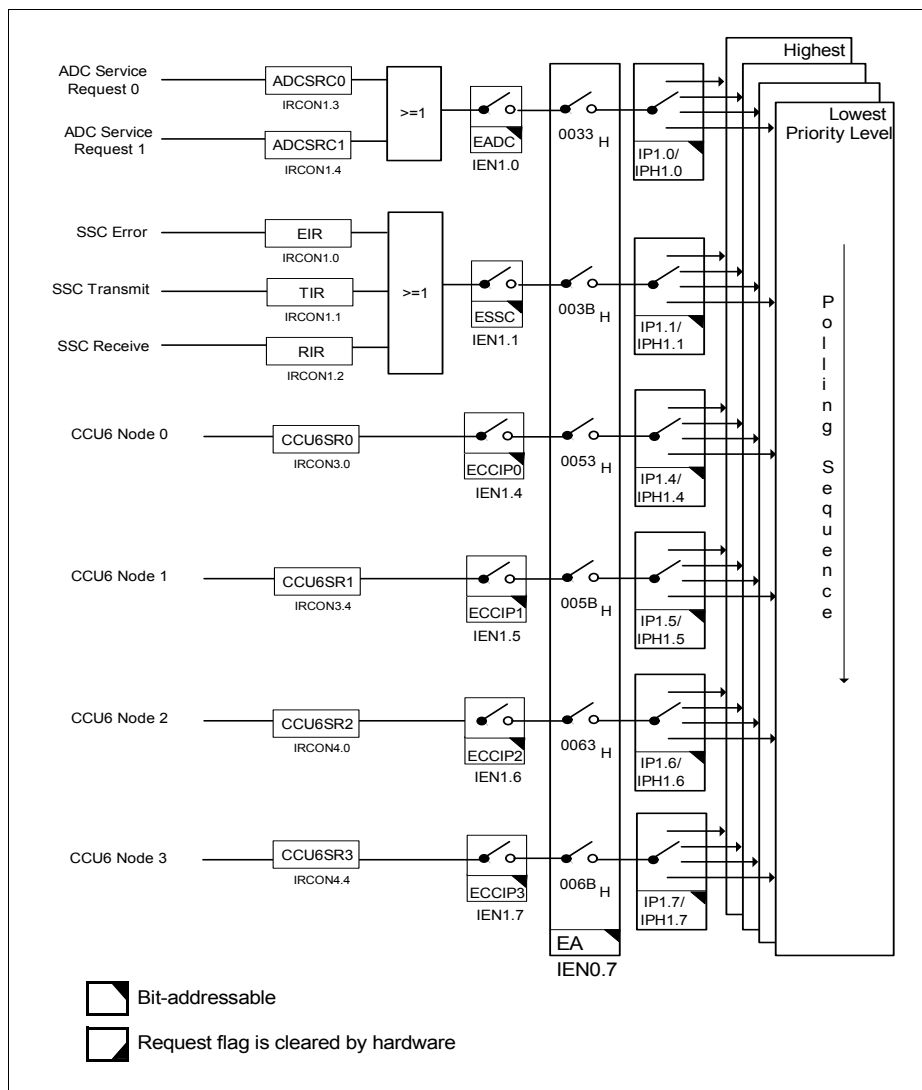 Highest
Lowest
Priority Level
ADC Service
Request 0
ADCSRC0
IRCON1.3
ADC Service
Request 1
ADCSRC1
IRCON1.4
>=1
EADC
IEN1.0
0033 H
IP1.0/
IPH1.0
SSC Error
EIR
IRCON1.0
SSC Transmit
TIR
IRCON1.1
SSC Receive
RIR
IRCON1.2
>=1
ESSC
IEN1.1
003B H
IP1.1/
IPH1.1
CCU6 Node 0
CCU6SR0
IRCON3.0
ECCIP0
IEN1.4
0053 H
IP1.4/
IPH1.4
CCU6 Node 1
CCU6SR1
IRCON3.4
ECCIP1
IEN1.5
005B H
IP1.5/
IPH1.5
CCU6 Node 2
CCU6SR2
IRCON4.0
ECCIP2
IEN1.6
0063 H
IP1.6/
IPH1.6
CCU6 Node 3
CCU6SR3
IRCON4.4
ECCIP3
IEN1.7
006B H
IP1.7/
IPH1.7
EA
IEN0.7
Polling Sequence
Bit-addressable
Request flag is cleared by hardware